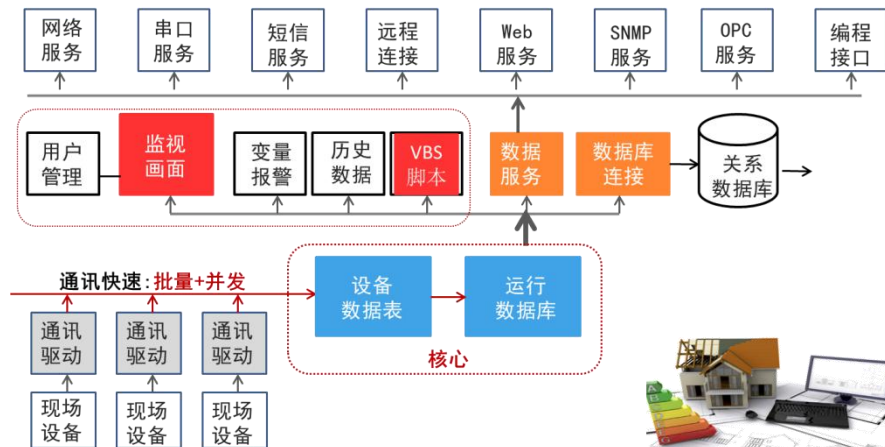 网络
服务
串口
服务
短信
服务
远程
连接
Web
服务
SNMP
服务
OPC
服务
编程
接口
用户
管理
监视
画面
变量
报警
历史
数据
VBS
脚本
数据
服务
数据库
连接
关系
数据库
通讯快速:批量+并发
设备
数据表
运行
数据库
核心
通讯
驱动
通讯
驱动
通讯
驱动
现场
设备
现场
设备
现场
设备
A
B